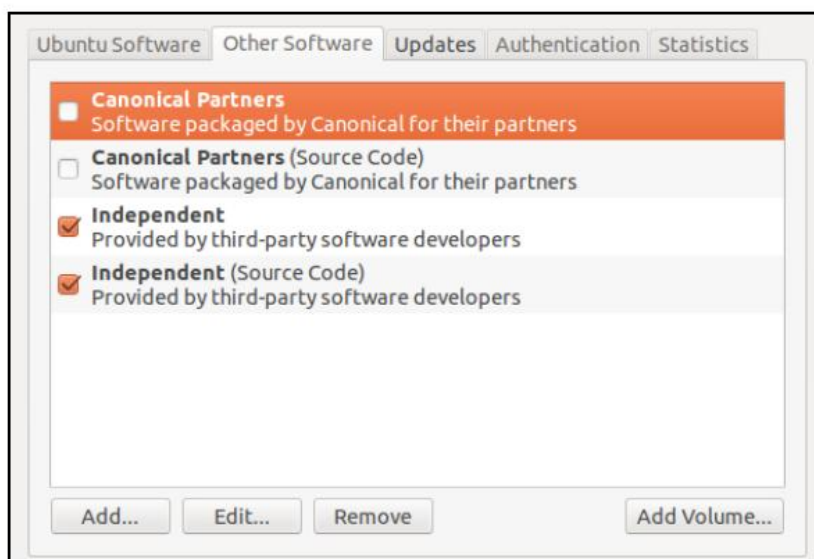 Ubuntu Software Other Software Updates Authentication Statistics
Canonical Partners
Software packaged by Canonical for their partners
Canonical Partners (Source Code)
Software packaged by Canonical for their partners
Independent
Provided by third-party software developers
Independent (Source Code)
Provided by third-party software developers
Add... Edit... Remove Add Volume...